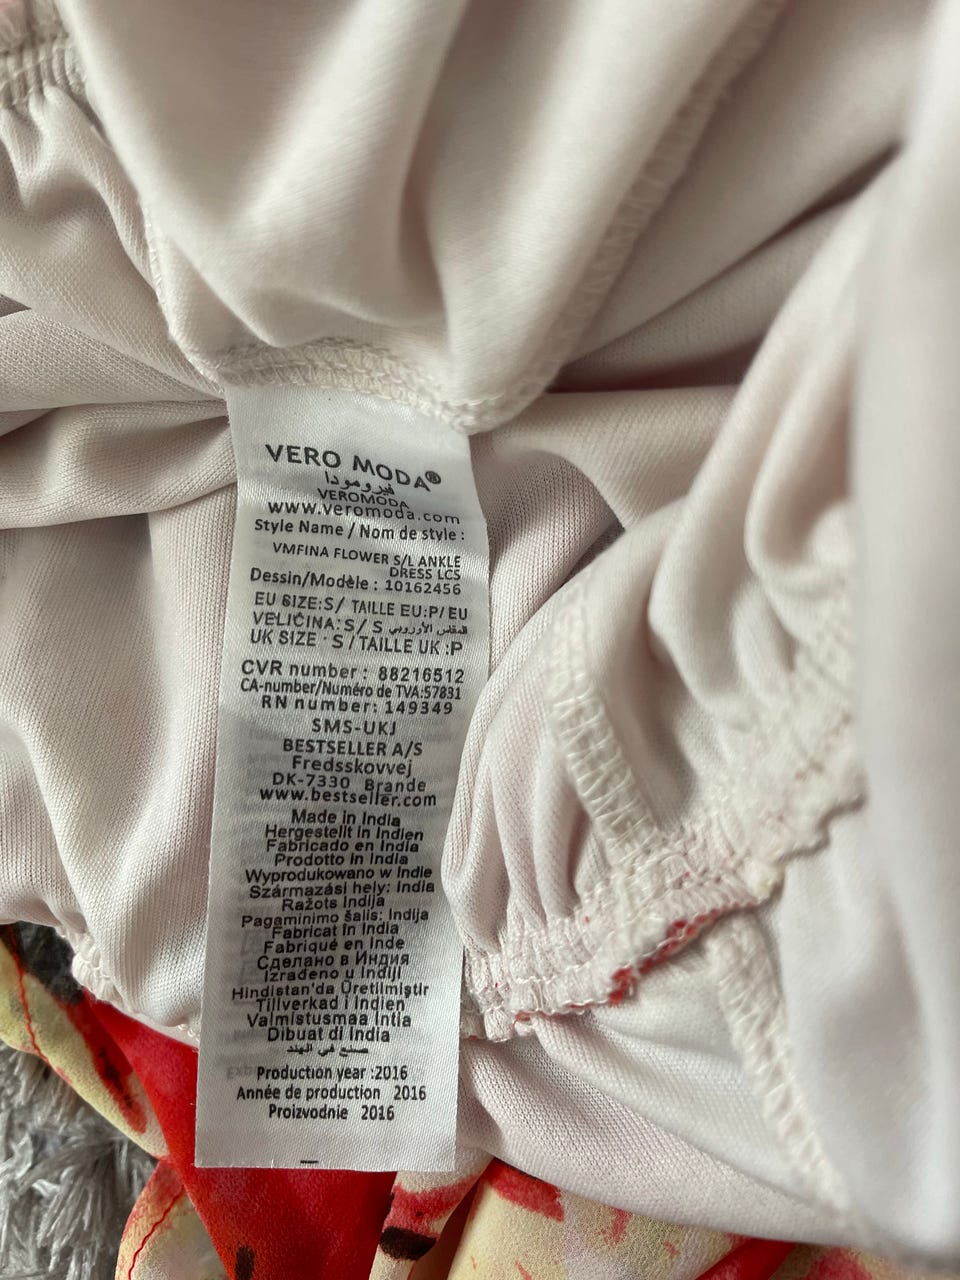 VERO MODA®
فيرومودا
VEROMODA
www.veromoda.com
Style Name / Nom de style :
VMFINA FLOWER S/L ANKLE
DRESS LCS
Dessin/Modèle : 10162456
EU SIZE:S/ TAILLE EU:P/ EU
VELIČINA: S/ S المقاس الأوروبي
UK SIZE : S / TAILLE UK :P
CVR number : 88216512
CA-number/Numéro de TVA:57831
RN number: 149349
SMS-UKJ
BESTSELLER A/S
Fredsskovvej
DK-7330 Brande
www.bestseller.com
Made in India
Hergestellt in Indien
Fabricado en India
Prodotto in India
Wyprodukowano w Indie
Származási hely: India
Ražots Indija
Pagaminimo šalis: Indija
Fabricat în India
Fabriqué en Inde
Сделано в Индия
Izrađeno u Indiji
Hindistan'da Üretilmiştir
Tillverkad i Indien
Valmistusmaa Intia
Dibuat di India
صنع في الهند
Production year :2016
Année de production 2016
Proizvodnie 2016